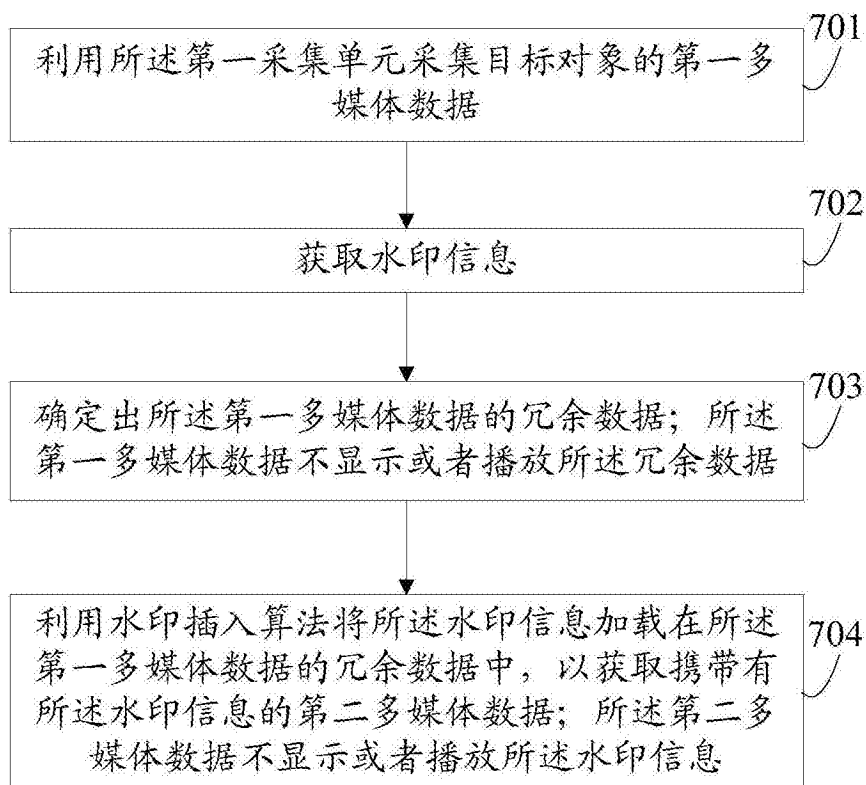 701
利用所述第一采集单元采集目标对象的第一多
媒体数据
702
获取水印信息
703
确定出所述第一多媒体数据的冗余数据；所述
第一多媒体数据不显示或者播放所述冗余数据
704
利用水印插入算法将所述水印信息加载在所述
第一多媒体数据的冗余数据中，以获取携带有
所述水印信息的第二多媒体数据；所述第二多
媒体数据不显示或者播放所述水印信息